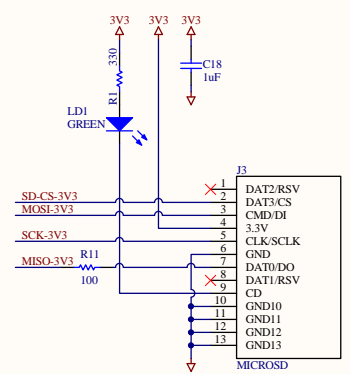 3V3 3V3 3V3
330
R1
C18
1uF
LD1
GREEN
J3
1 DAT2/RSV
SD-CS-3V3 2 DAT3/CS
MOSI-3V3 3 CMD/DI
4 3.3V
SCK-3V3 5 CLK/SCLK
6 GND
MISO-3V3 R11 100 7 DAT0/DO
8 DAT1/RSV
9 CD
10 GND10
11 GND11
12 GND12
13 GND13
MICROSD